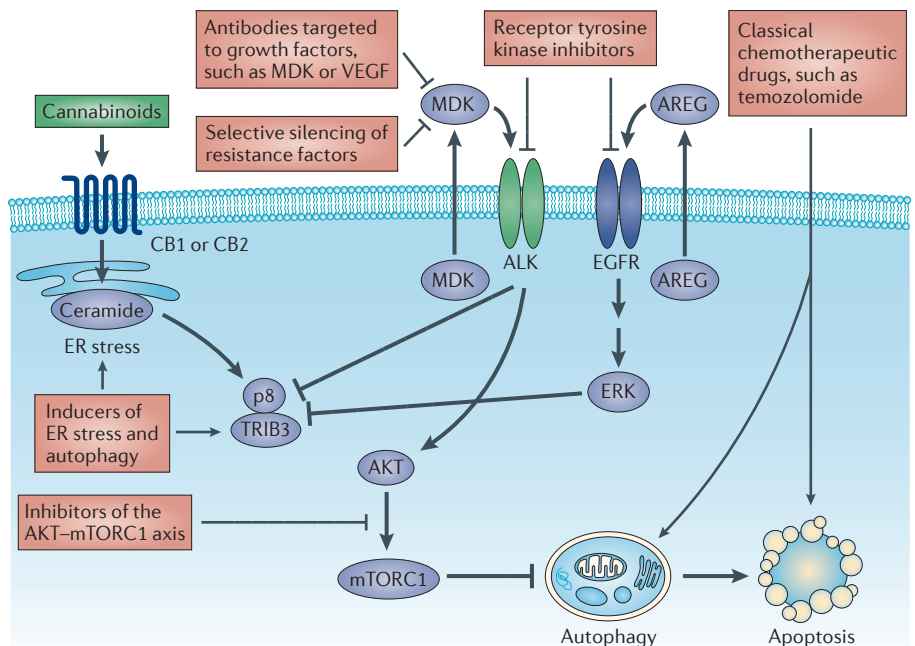 Antibodies targeted
to growth factors,
such as MDK or VEGF
Receptor tyrosine
kinase inhibitors
Classical
chemotherapeutic
drugs, such as
temozolomide
Cannabinoids
Selective silencing of
resistance factors
MDK
AREG
CB1 or CB2
MDK
ALK
EGFR
AREG
Ceramide
ER stress
p8
TRIB3
ERK
Inducers of
ER stress and
autophagy
AKT
Inhibitors of the
AKT–mTORC1 axis
mTORC1
Autophagy
Apoptosis